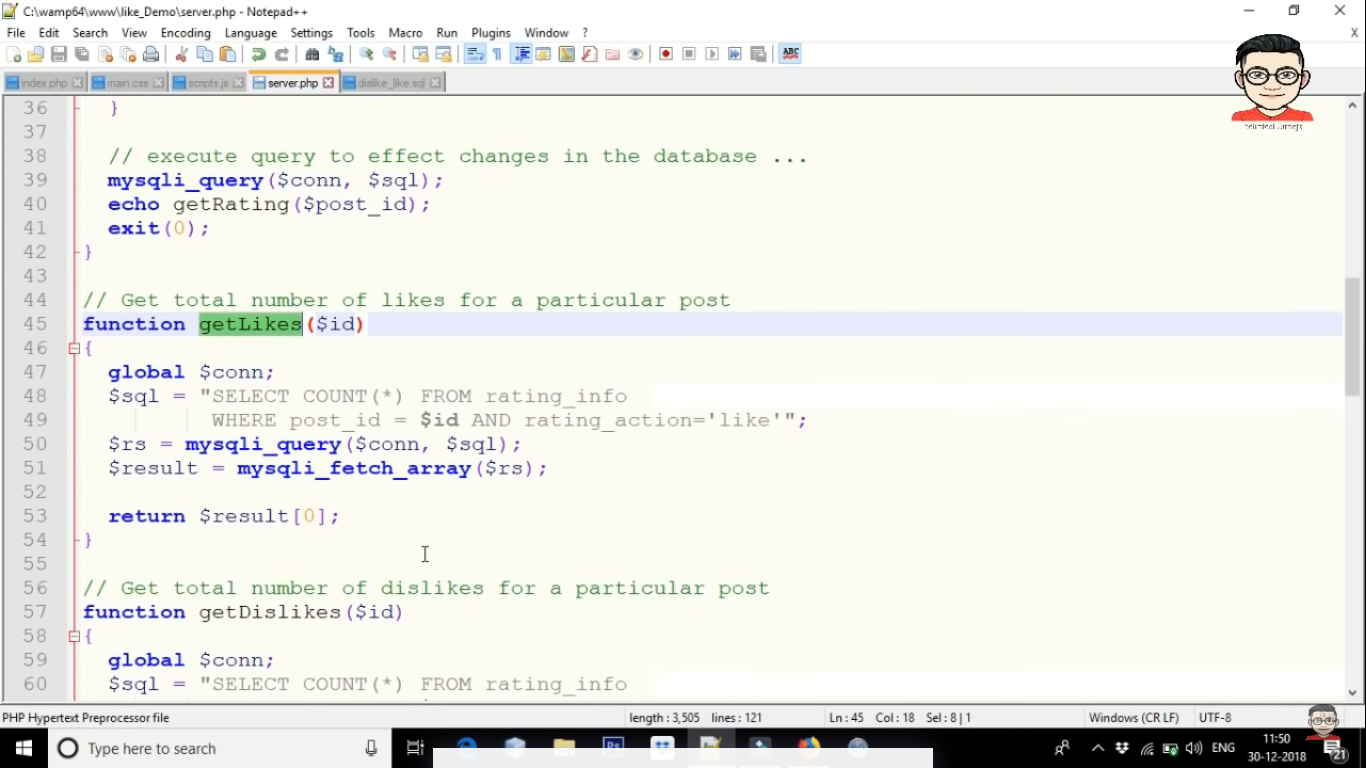 C:\wamp64\www\like_Demo\server.php - Notepad++
File Edit Search View Encoding Language Settings Tools Macro Run Plugins Window ? X
ABC
index.php main.css scripts.js server.php dislike_like.sql
36 }
37
38 // execute query to effect changes in the database ...
39 mysqli_query($conn, $sql);
40 echo getRating($post_id);
41 exit(0);
42 }
43
44 // Get total number of likes for a particular post
45 function getLikes($id)
46 {
47 global $conn;
48 $sql = "SELECT COUNT(*) FROM rating_info
49 WHERE post_id = $id AND rating_action='like'";
50 $rs = mysqli_query($conn, $sql);
51 $result = mysqli_fetch_array($rs);
52
53 return $result[0];
54 }
55
56 // Get total number of dislikes for a particular post
57 function getDislikes($id)
58 {
59 global $conn;
60 $sql = "SELECT COUNT(*) FROM rating_info
PHP Hypertext Preprocessor file length : 3,505 lines : 121 Ln : 45 Col : 18 Sel : 8 | 1 Windows (CR LF) UTF-8
Type here to search Ps ENG 11:50
30-12-2018 21